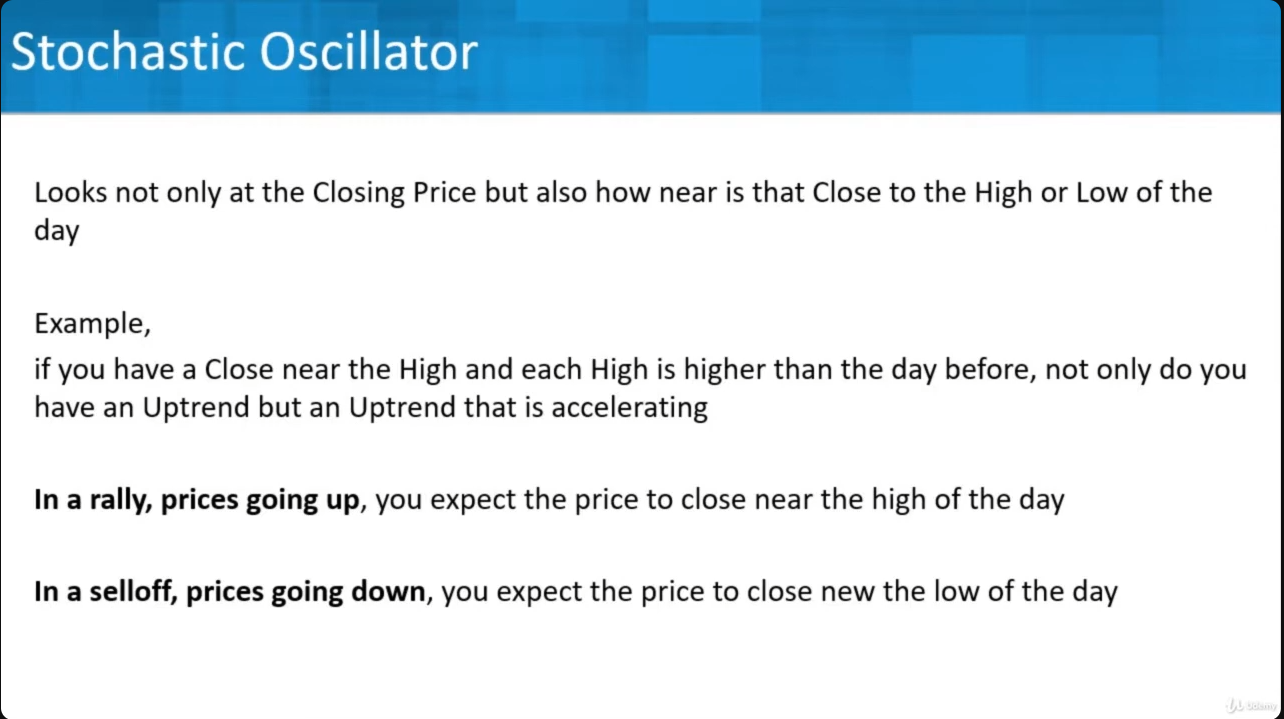 Stochastic Oscillator
Looks not only at the Closing Price but also how near is that Close to the High or Low of the
day
Example,
if you have a Close near the High and each High is higher than the day before, not only do you
have an Uptrend but an Uptrend that is accelerating
In a rally, prices going up, you expect the price to close near the high of the day
In a selloff, prices going down, you expect the price to close new the low of the day
Udemy